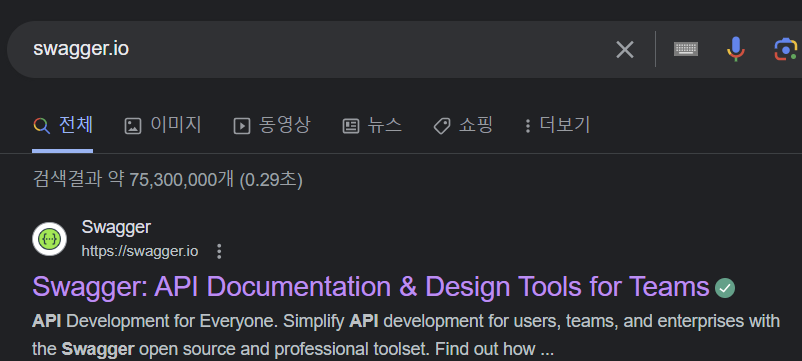 swagger.io
전체 이미지 동영상 뉴스 쇼핑 더보기
검색결과 약 75,300,000개 (0.29초)
Swagger
https://swagger.io
Swagger: API Documentation & Design Tools for Teams
API Development for Everyone. Simplify API development for users, teams, and enterprises with
the Swagger open source and professional toolset. Find out how ...